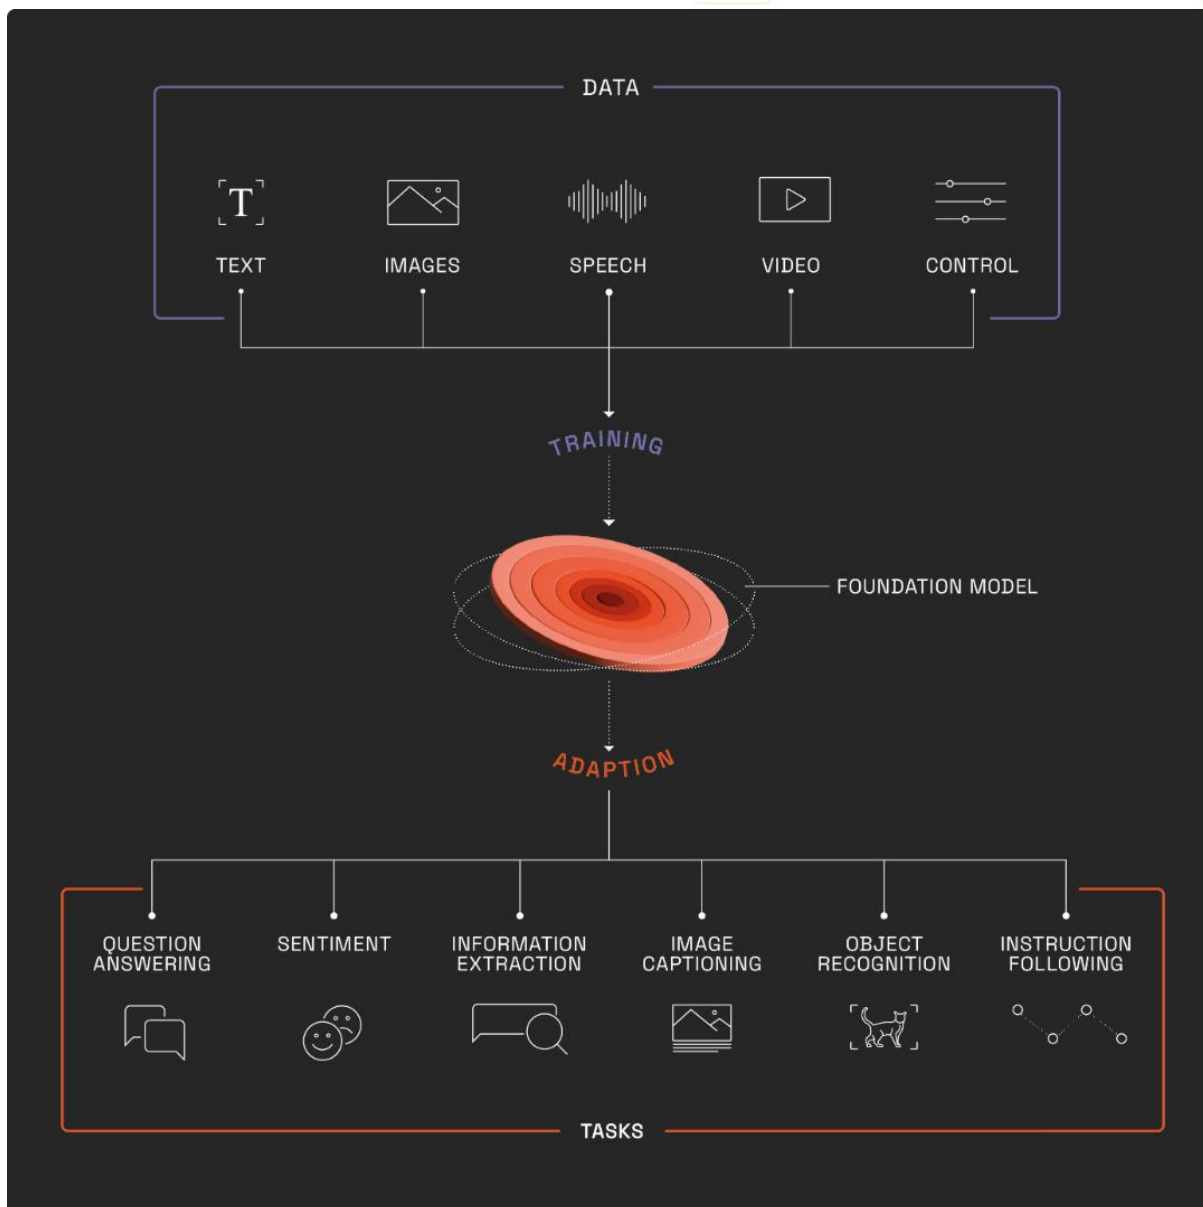 DATA
T
TEXT
IMAGES
SPEECH
VIDEO
CONTROL
TRAINING
FOUNDATION MODEL
ADAPTION
QUESTION
ANSWERING
SENTIMENT
INFORMATION
EXTRACTION
IMAGE
CAPTIONING
OBJECT
RECOGNITION
INSTRUCTION
FOLLOWING
TASKS